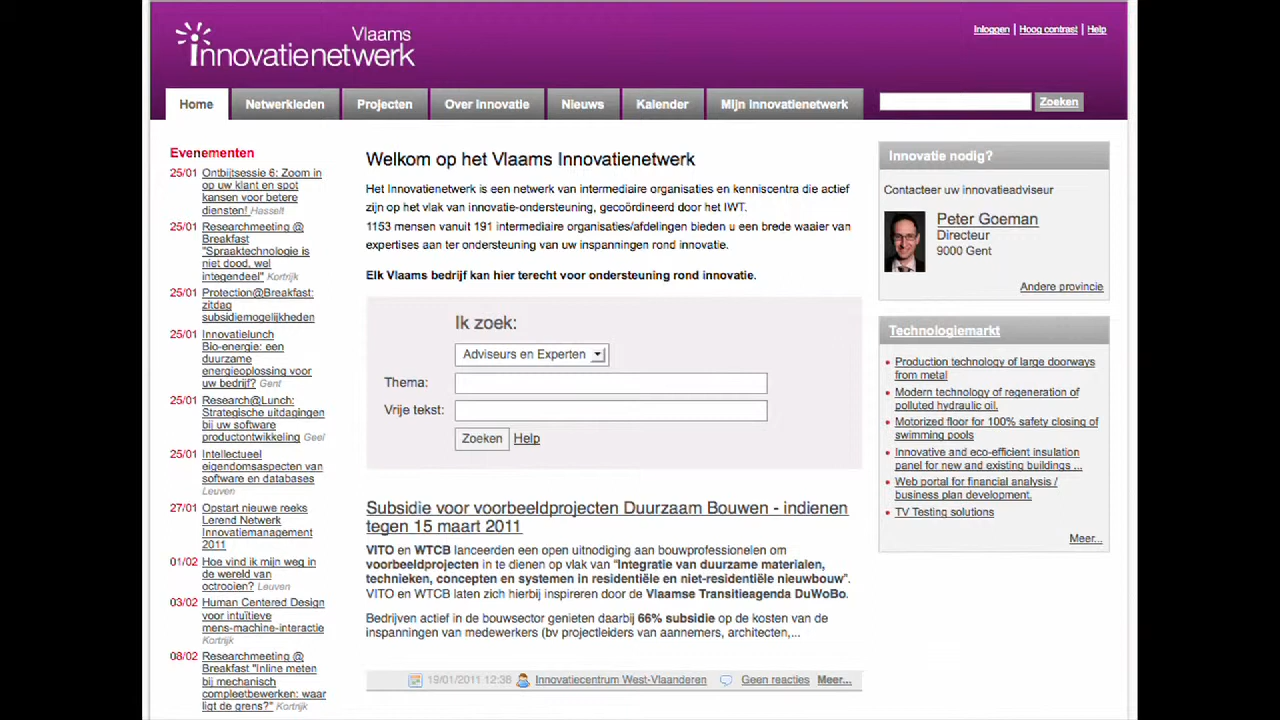 Vlaams
innovatienetwerk
Inloggen | Hoog contrast | Help
Home
Netwerkleden
Projecten
Over innovatie
Nieuws
Kalender
Mijn innovatienetwerk
Zoeken
Evenementen
25/01 Ontbijtsessie 6: Zoom in
op uw klant en spot
kansen voor betere
diensten! Hasselt
25/01 Researchmeeting @
Breakfast
"Spraaktechnologie is
niet dood, wel
integendeel" Kortrijk
25/01 Protection@Breakfast:
zitdag
subsidiemogelijkheden
25/01 Innovatielunch
Bio-energie: een
duurzame
energieoplossing voor
uw bedrijf? Gent
25/01 Research@Lunch:
Strategische uitdagingen
bij uw software
productontwikkeling Geel
25/01 Intellectueel
eigendomsaspecten van
software en databases
Leuven
27/01 Opstart nieuwe reeks
Lerend Netwerk
Innovatiemanagement
2011
01/02 Hoe vind ik mijn weg in
de wereld van
octrooien? Leuven
03/02 Human Centered Design
voor intuïtieve
mens-machine-interactie
Kortrijk
08/02 Researchmeeting @
Breakfast "Inline meten
bij mechanisch
compleetbewerken: waar
ligt de grens?" Kortrijk
Welkom op het Vlaams Innovatienetwerk
Het Innovatienetwerk is een netwerk van intermediaire organisaties en kenniscentra die actief
zijn op het vlak van innovatie-ondersteuning, gecoördineerd door het IWT.
1153 mensen vanuit 191 intermediaire organisaties/afdelingen bieden u een brede waaier van
expertises aan ter ondersteuning van uw inspanningen rond innovatie.
Elk Vlaams bedrijf kan hier terecht voor ondersteuning rond innovatie.
Ik zoek:
Adviseurs en Experten
Thema:
Vrije tekst:
Zoeken Help
Subsidie voor voorbeeldprojecten Duurzaam Bouwen - indienen
tegen 15 maart 2011
VITO en WTCB lanceerden een open uitnodiging aan bouwprofessionelen om
voorbeeldprojecten in te dienen op vlak van “Integratie van duurzame materialen,
technieken, concepten en systemen in residentiële en niet-residentiële nieuwbouw”.
VITO en WTCB laten zich hierbij inspireren door de Vlaamse Transitieagenda DuWoBo.
Bedrijven actief in de bouwsector genieten daarbij 66% subsidie op de kosten van de
inspanningen van medewerkers (bv projectleiders van aannemers, architecten,...
19/01/2011 12:38 Innovatiecentrum West-Vlaanderen Geen reacties Meer...
Innovatie nodig?
Contacteer uw innovatieadviseur
Peter Goeman
Directeur
9000 Gent
Andere provincie
Technologiemarkt
Production technology of large doorways
from metal
Modern technology of regeneration of
polluted hydraulic oil.
Motorized floor for 100% safety closing of
swimming pools
Innovative and eco-efficient insulation
panel for new and existing buildings ...
Web portal for financial analysis /
business plan development.
TV Testing solutions
Meer...